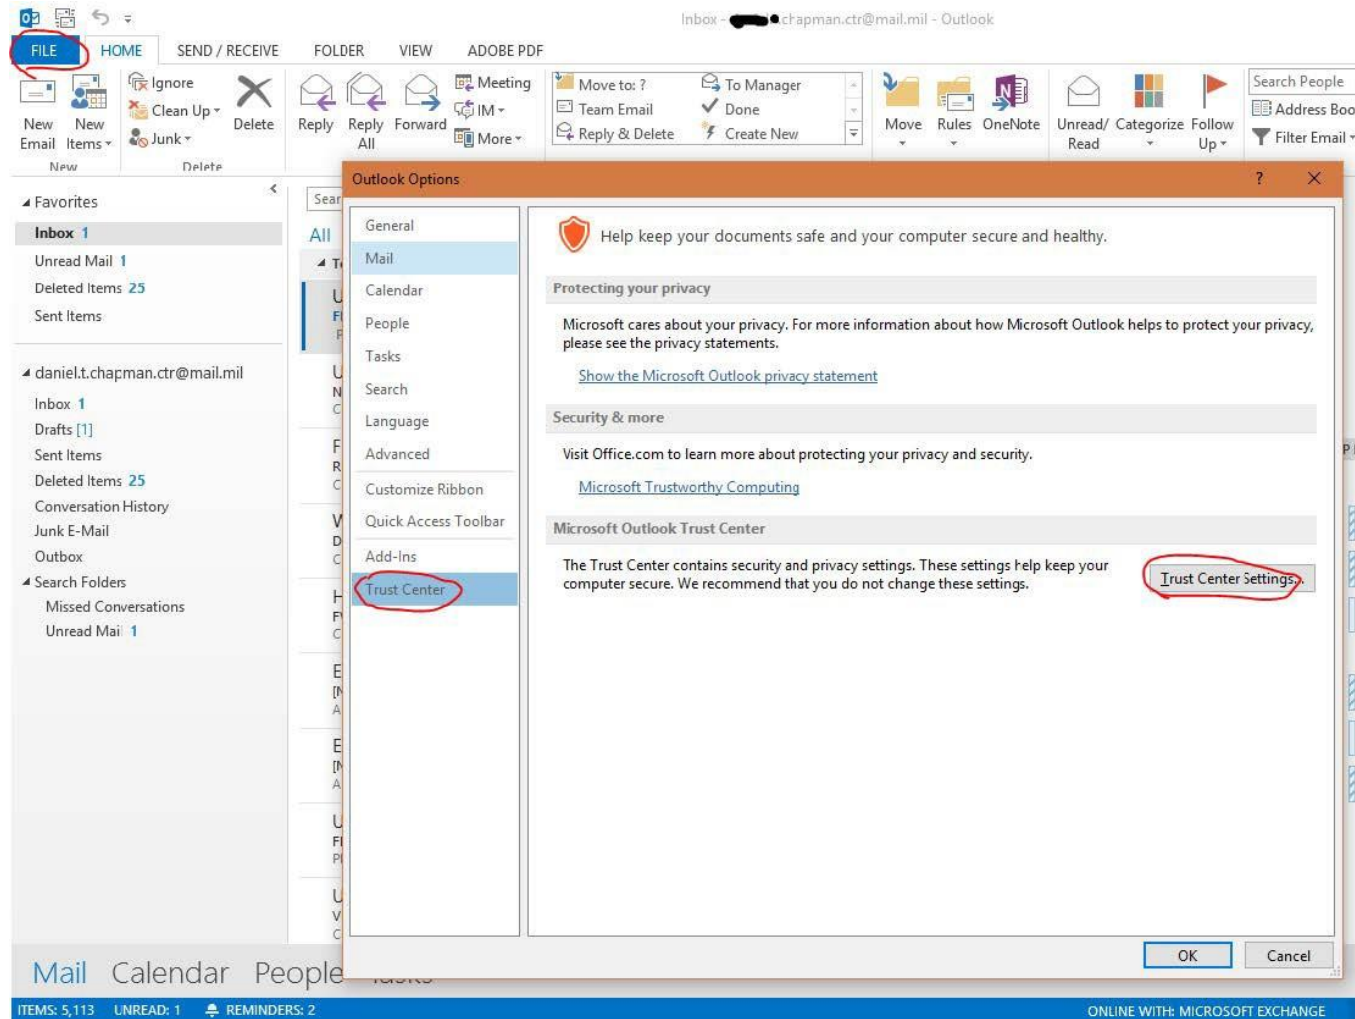 Inbox - chapman.ctr@mail.mil - Outlook
FILE HOME SEND / RECEIVE FOLDER VIEW ADOBE PDF
New Email
New Items
Ignore
Clean Up
Junk
Delete
Reply
Reply All
Forward
Meeting
IM
More
Move to: ?
Team Email
Reply & Delete
To Manager
Done
Create New
Move
Rules
OneNote
Unread/ Read
Categorize
Follow Up
Search People
Address Boo
Filter Email
New
Delete
Favorites
Inbox 1
Unread Mail 1
Deleted Items 25
Sent Items
daniel.t.chapman.ctr@mail.mil
Inbox 1
Drafts [1]
Sent Items
Deleted Items 25
Conversation History
Junk E-Mail
Outbox
Search Folders
Missed Conversations
Unread Mail 1
Sear
All
Outlook Options
?
General
Mail
Calendar
People
Tasks
Search
Language
Advanced
Customize Ribbon
Quick Access Toolbar
Add-Ins
Trust Center
Help keep your documents safe and your computer secure and healthy.
Protecting your privacy
Microsoft cares about your privacy. For more information about how Microsoft Outlook helps to protect your privacy,
please see the privacy statements.
Show the Microsoft Outlook privacy statement
Security & more
Visit Office.com to learn more about protecting your privacy and security.
Microsoft Trustworthy Computing
Microsoft Outlook Trust Center
The Trust Center contains security and privacy settings. These settings help keep your
computer secure. We recommend that you do not change these settings.
Trust Center Settings...
OK
Cancel
Mail Calendar People Tasks
ITEMS: 5,113 UNREAD: 1 REMINDERS: 2
ONLINE WITH: MICROSOFT EXCHANGE